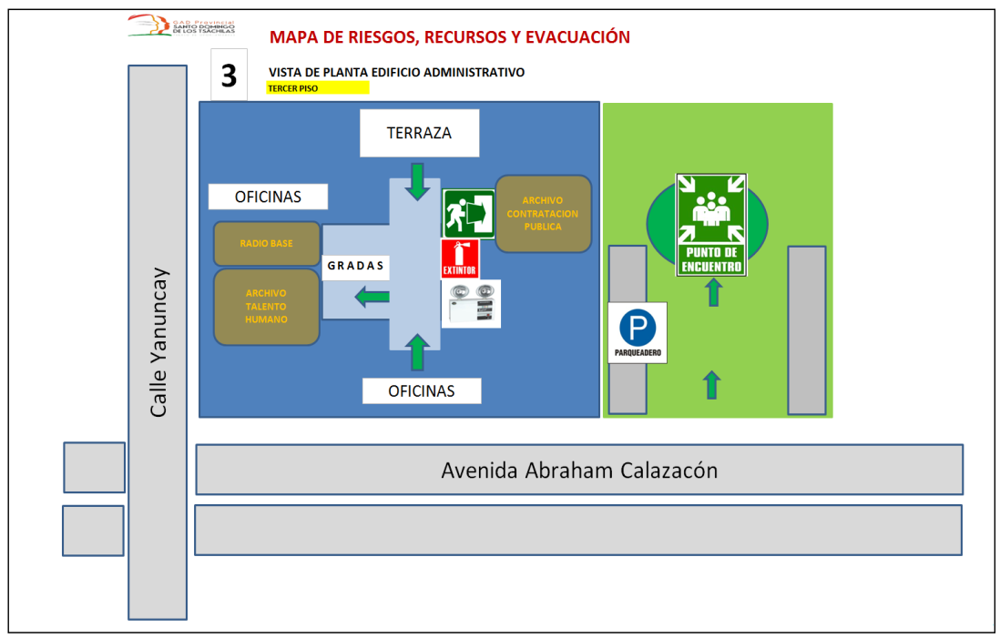 GAD Provincial
SANTO DOMINGO
DE LOS TSÁCHILAS
MAPA DE RIESGOS, RECURSOS Y EVACUACIÓN
3
VISTA DE PLANTA EDIFICIO ADMINISTRATIVO
TERCER PISO
TERRAZA
OFICINAS
ARCHIVO
CONTRATACION
PUBLICA
RADIO BASE
GRADAS
EXTINTOR
PUNTO DE
ENCUENTRO
ARCHIVO
TALENTO
HUMANO
P
PARQUEADERO
OFICINAS
Calle Yanuncay
Avenida Abraham Calazacón